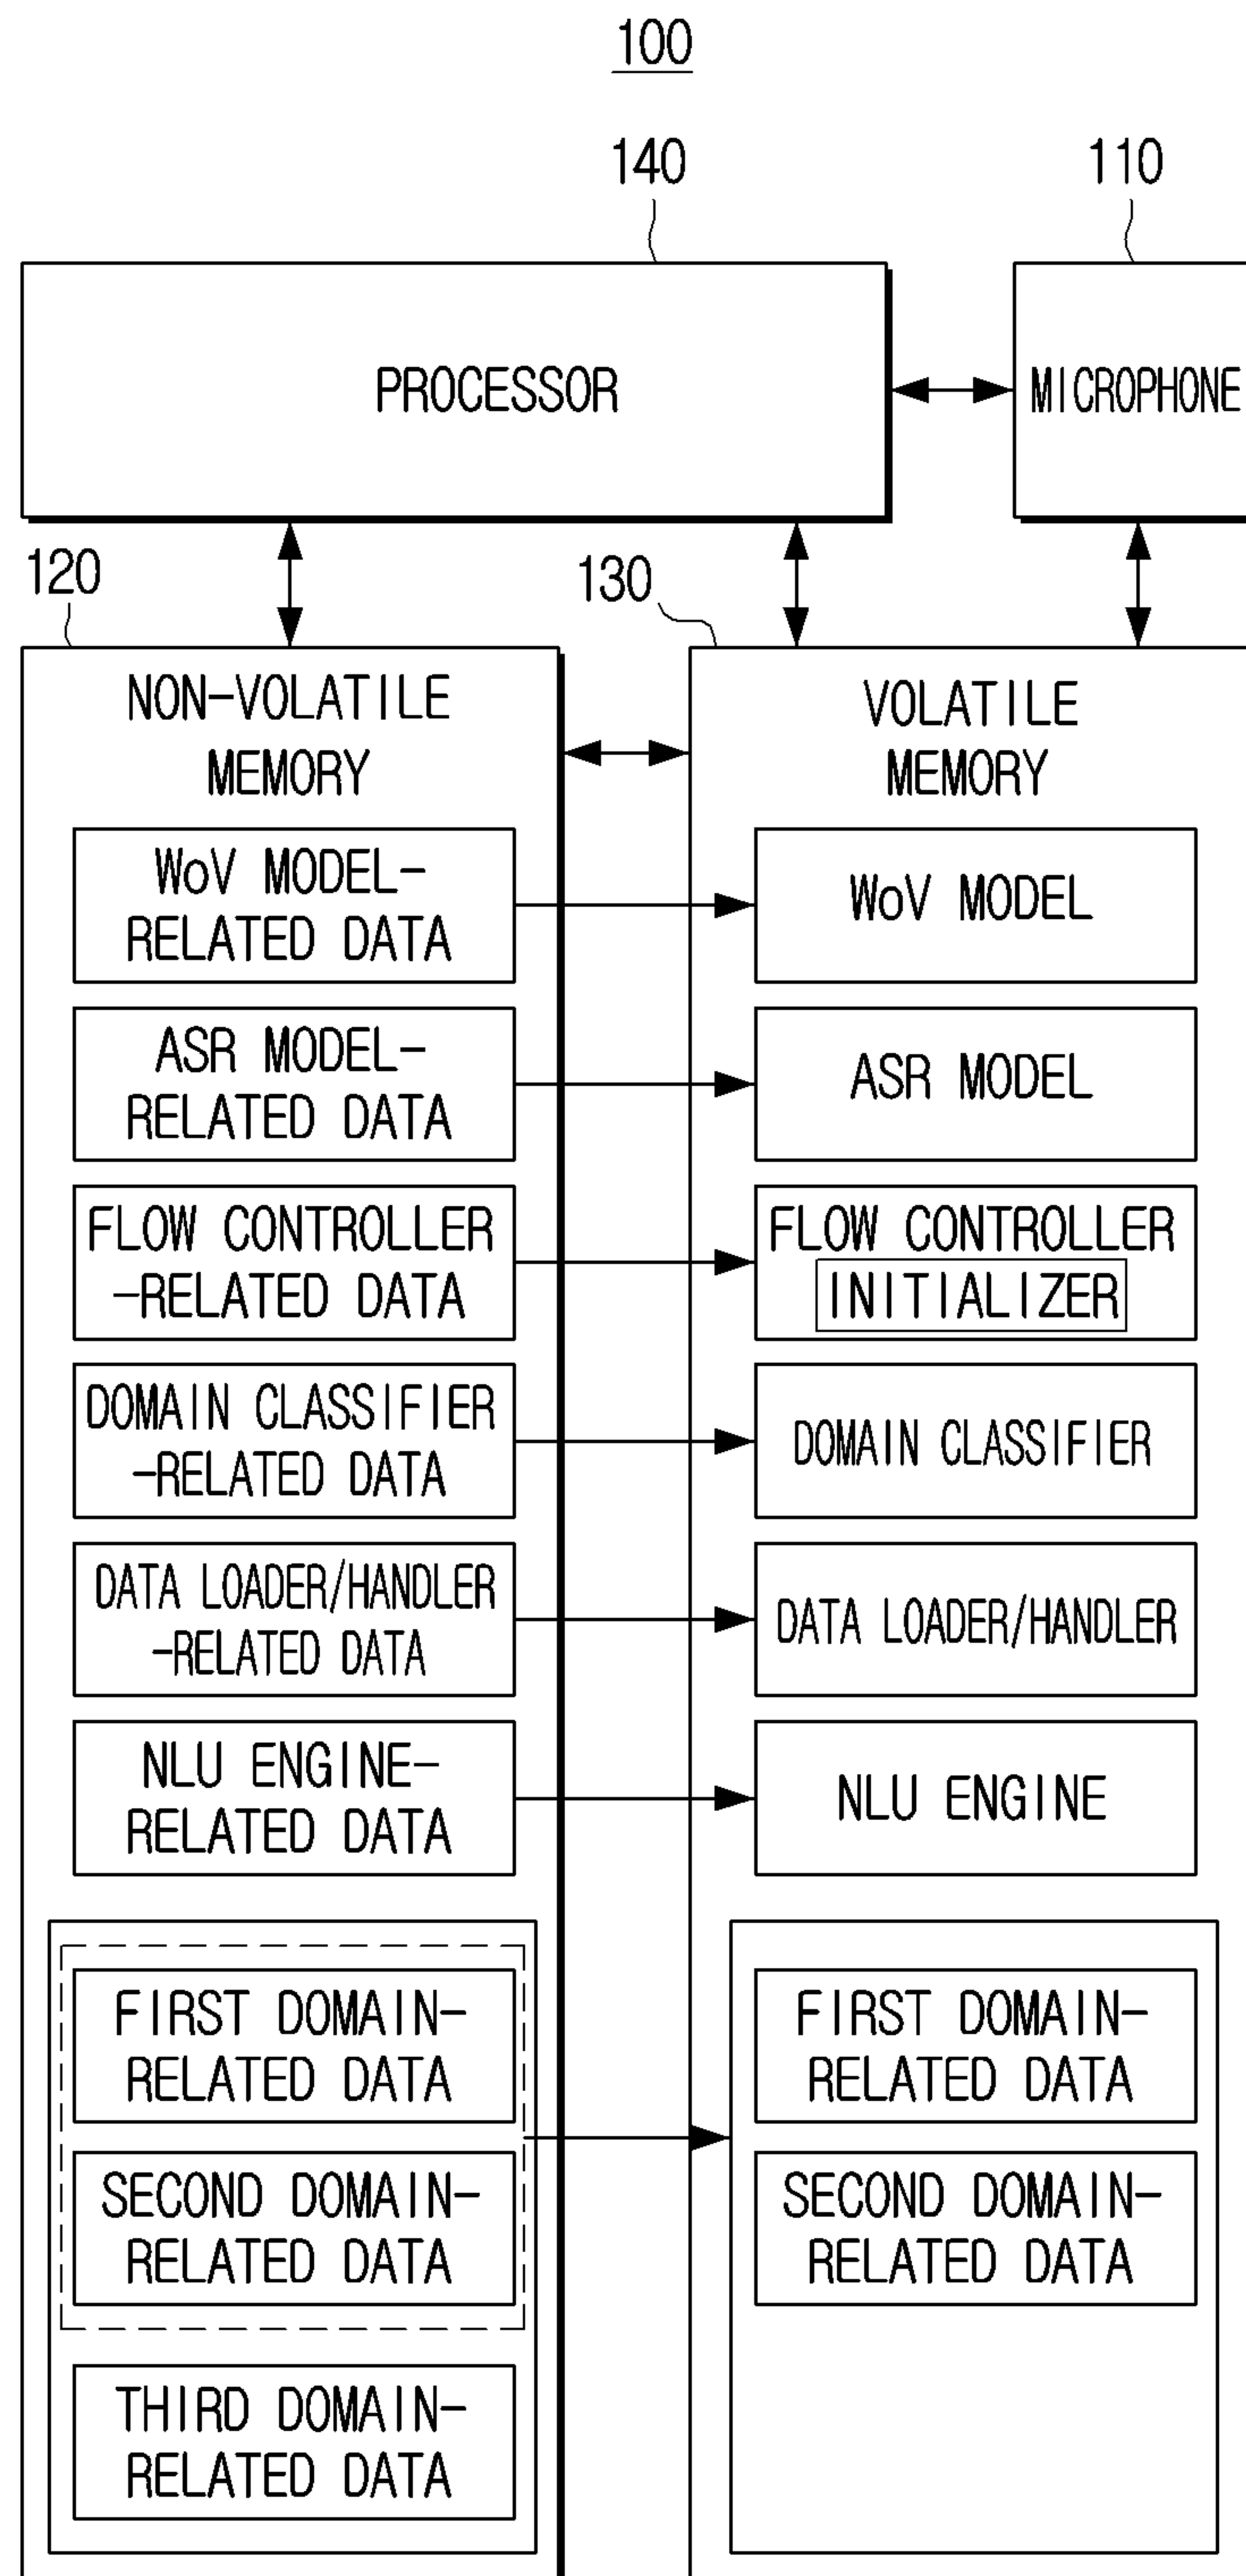 100
140
110
PROCESSOR
MICROPHONE
120
130
NON-VOLATILE
MEMORY
WoV MODEL-
RELATED DATA
ASR MODEL-
RELATED DATA
FLOW CONTROLLER
-RELATED DATA
DOMAIN CLASSIFIER
-RELATED DATA
DATA LOADER/HANDLER
-RELATED DATA
NLU ENGINE-
RELATED DATA
FIRST DOMAIN-
RELATED DATA
SECOND DOMAIN-
RELATED DATA
THIRD DOMAIN-
RELATED DATA
VOLATILE
MEMORY
WoV MODEL
ASR MODEL
FLOW CONTROLLER
INITIALIZER
DOMAIN CLASSIFIER
DATA LOADER/HANDLER
NLU ENGINE
FIRST DOMAIN-
RELATED DATA
SECOND DOMAIN-
RELATED DATA